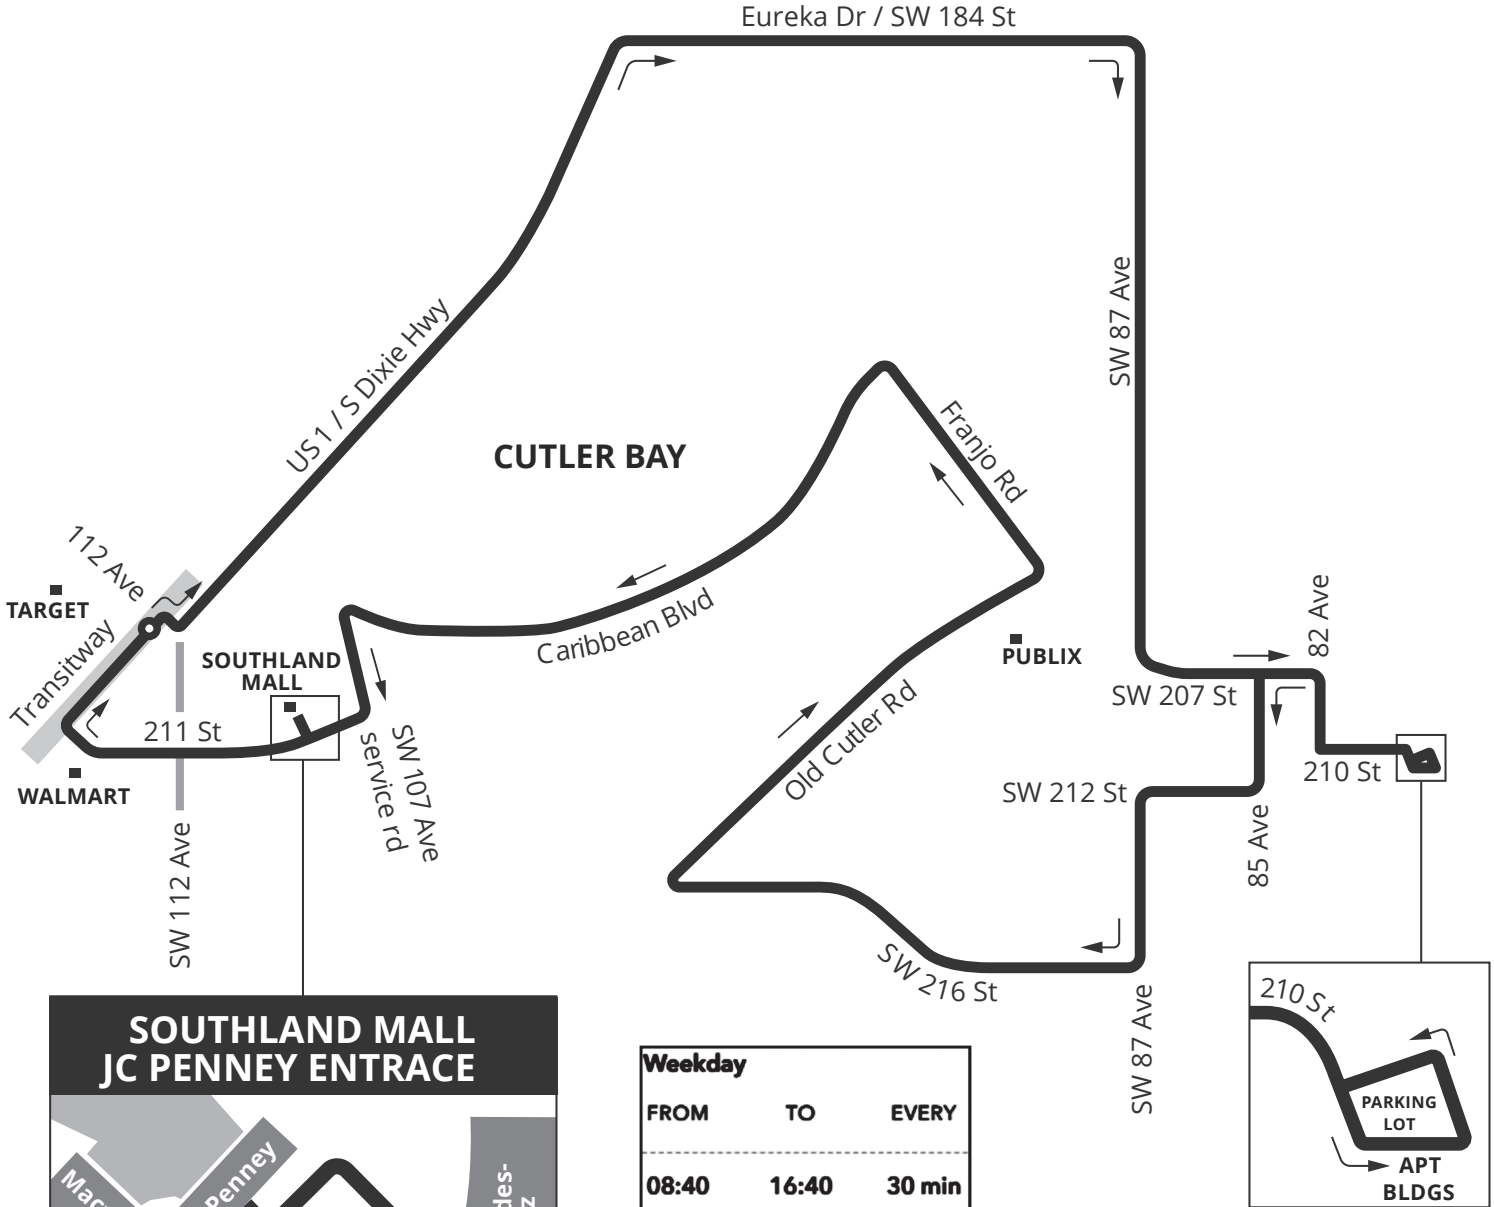 Eureka Dr / SW 184 St
SW 87 Ave
US1 / S Dixie Hwy
Franjo Rd
CUTLER BAY
112 Ave
TARGET
Transitway
82 Ave
Caribbean Blvd
SOUTHLAND
MALL
PUBLIX
SW 207 St
211 St
Old Cutler Rd
SW 107 Ave
service rd
WALMART
210 St
SW 212 St
85 Ave
SW 112 Ave
SW 216 St
SW 87 Ave
210 St
SOUTHLAND MALL
JC PENNEY ENTRACE
Weekday
FROM TO EVERY
08:40 16:40 30 min
PARKING
LOT
APT
BLDGS
Penney